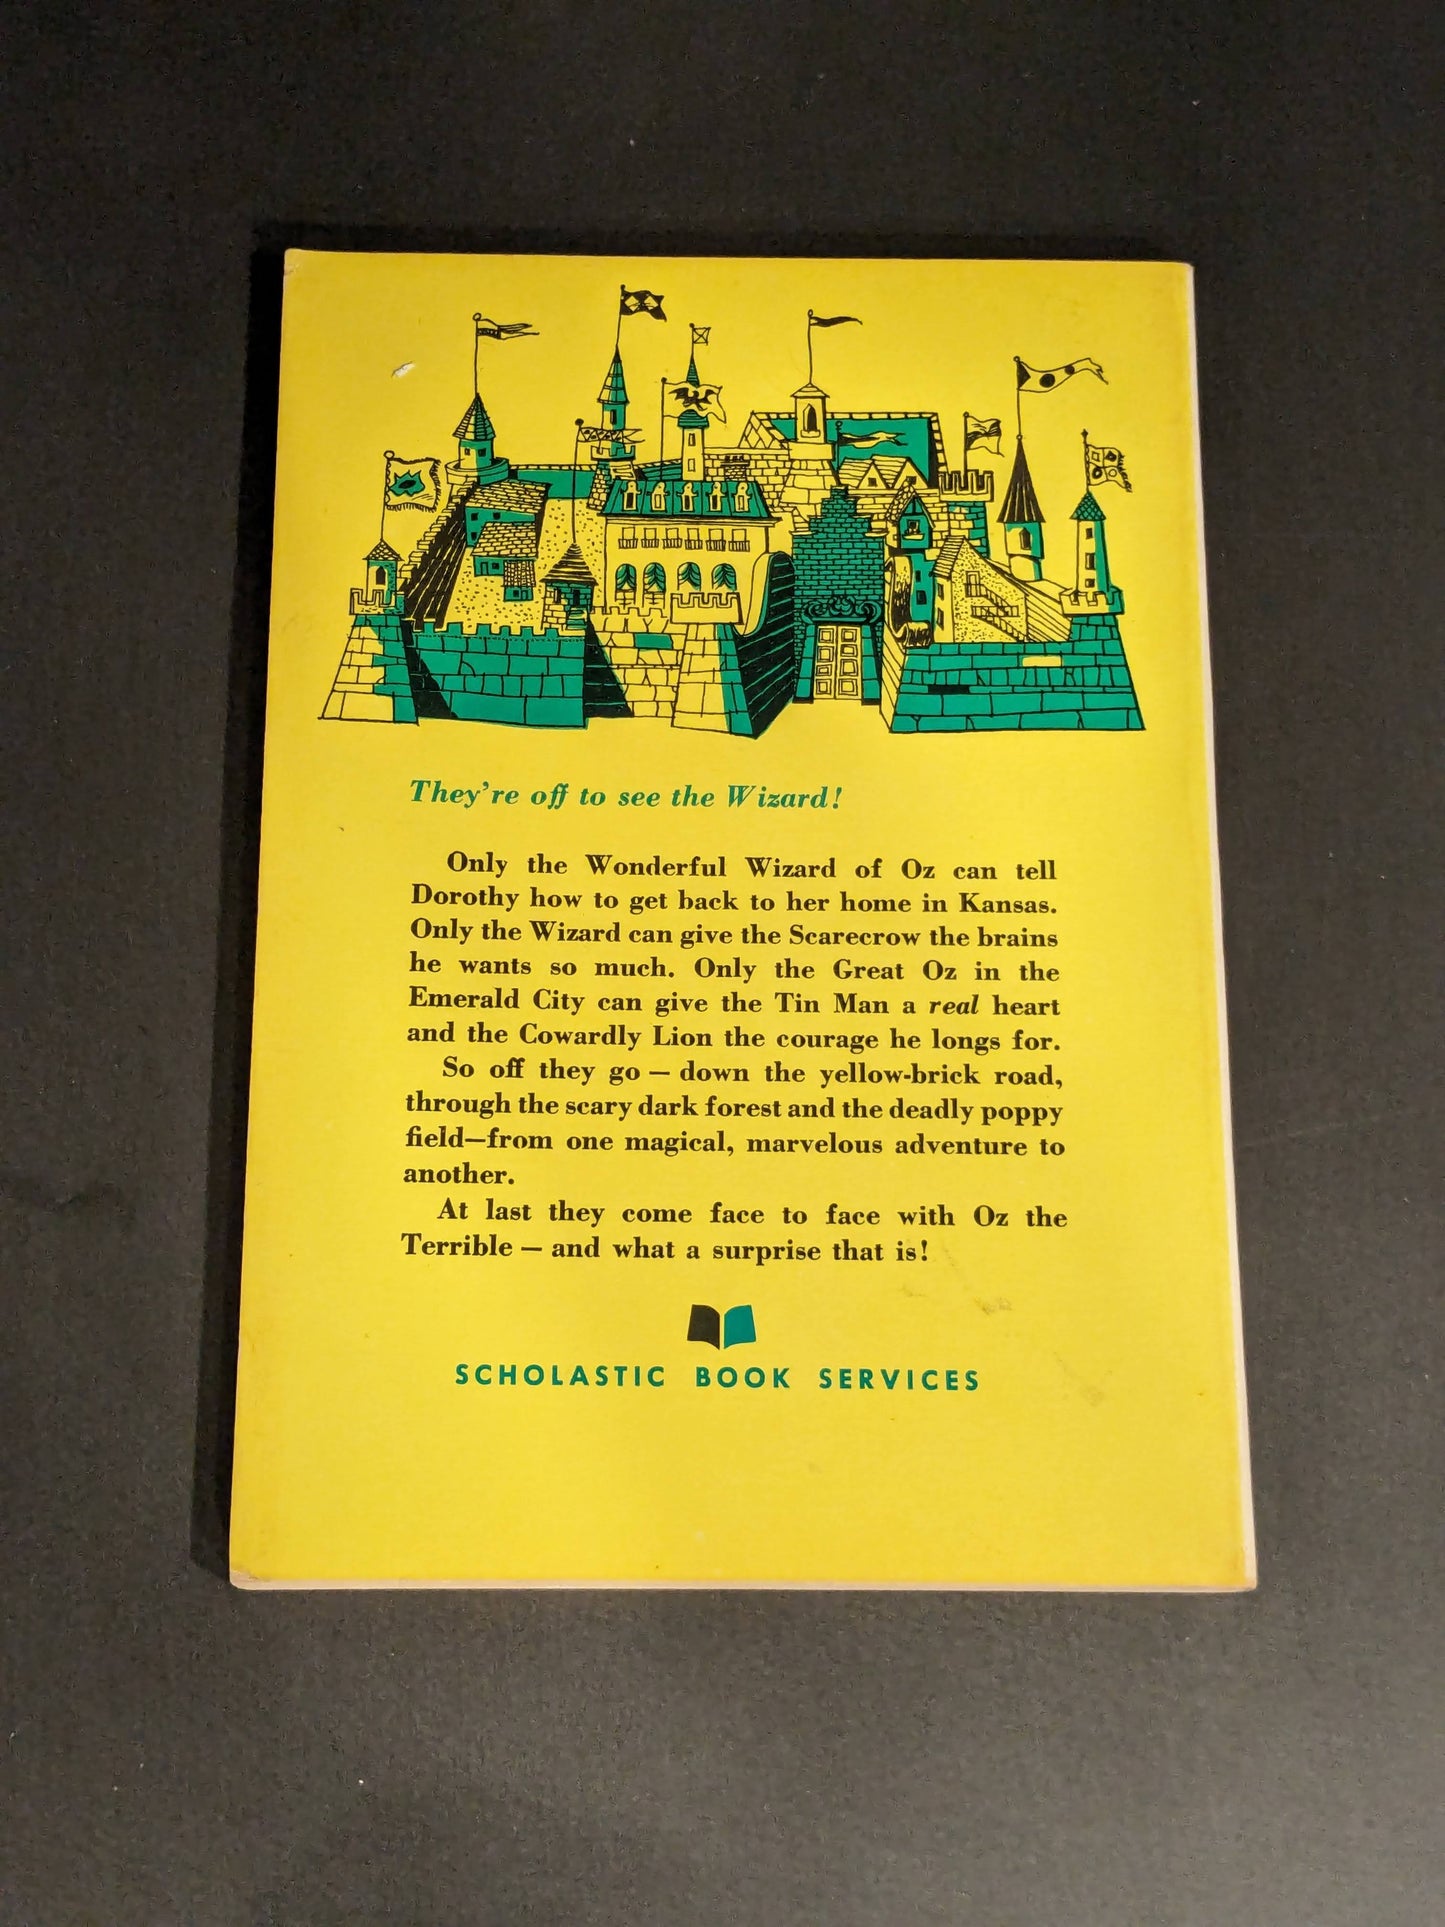 They're off to see the Wizard!
Only the Wonderful Wizard of Oz can tell
Dorothy how to get back to her home in Kansas.
Only the Wizard can give the Scarecrow the brains
he wants so much. Only the Great Oz in the
Emerald City can give the Tin Man a real heart
and the Cowardly Lion the courage he longs for.
So off they go — down the yellow-brick road,
through the scary dark forest and the deadly poppy
field—from one magical, marvelous adventure to
another.
At last they come face to face with Oz the
Terrible — and what a surprise that is!
SCHOLASTIC BOOK SERVICES